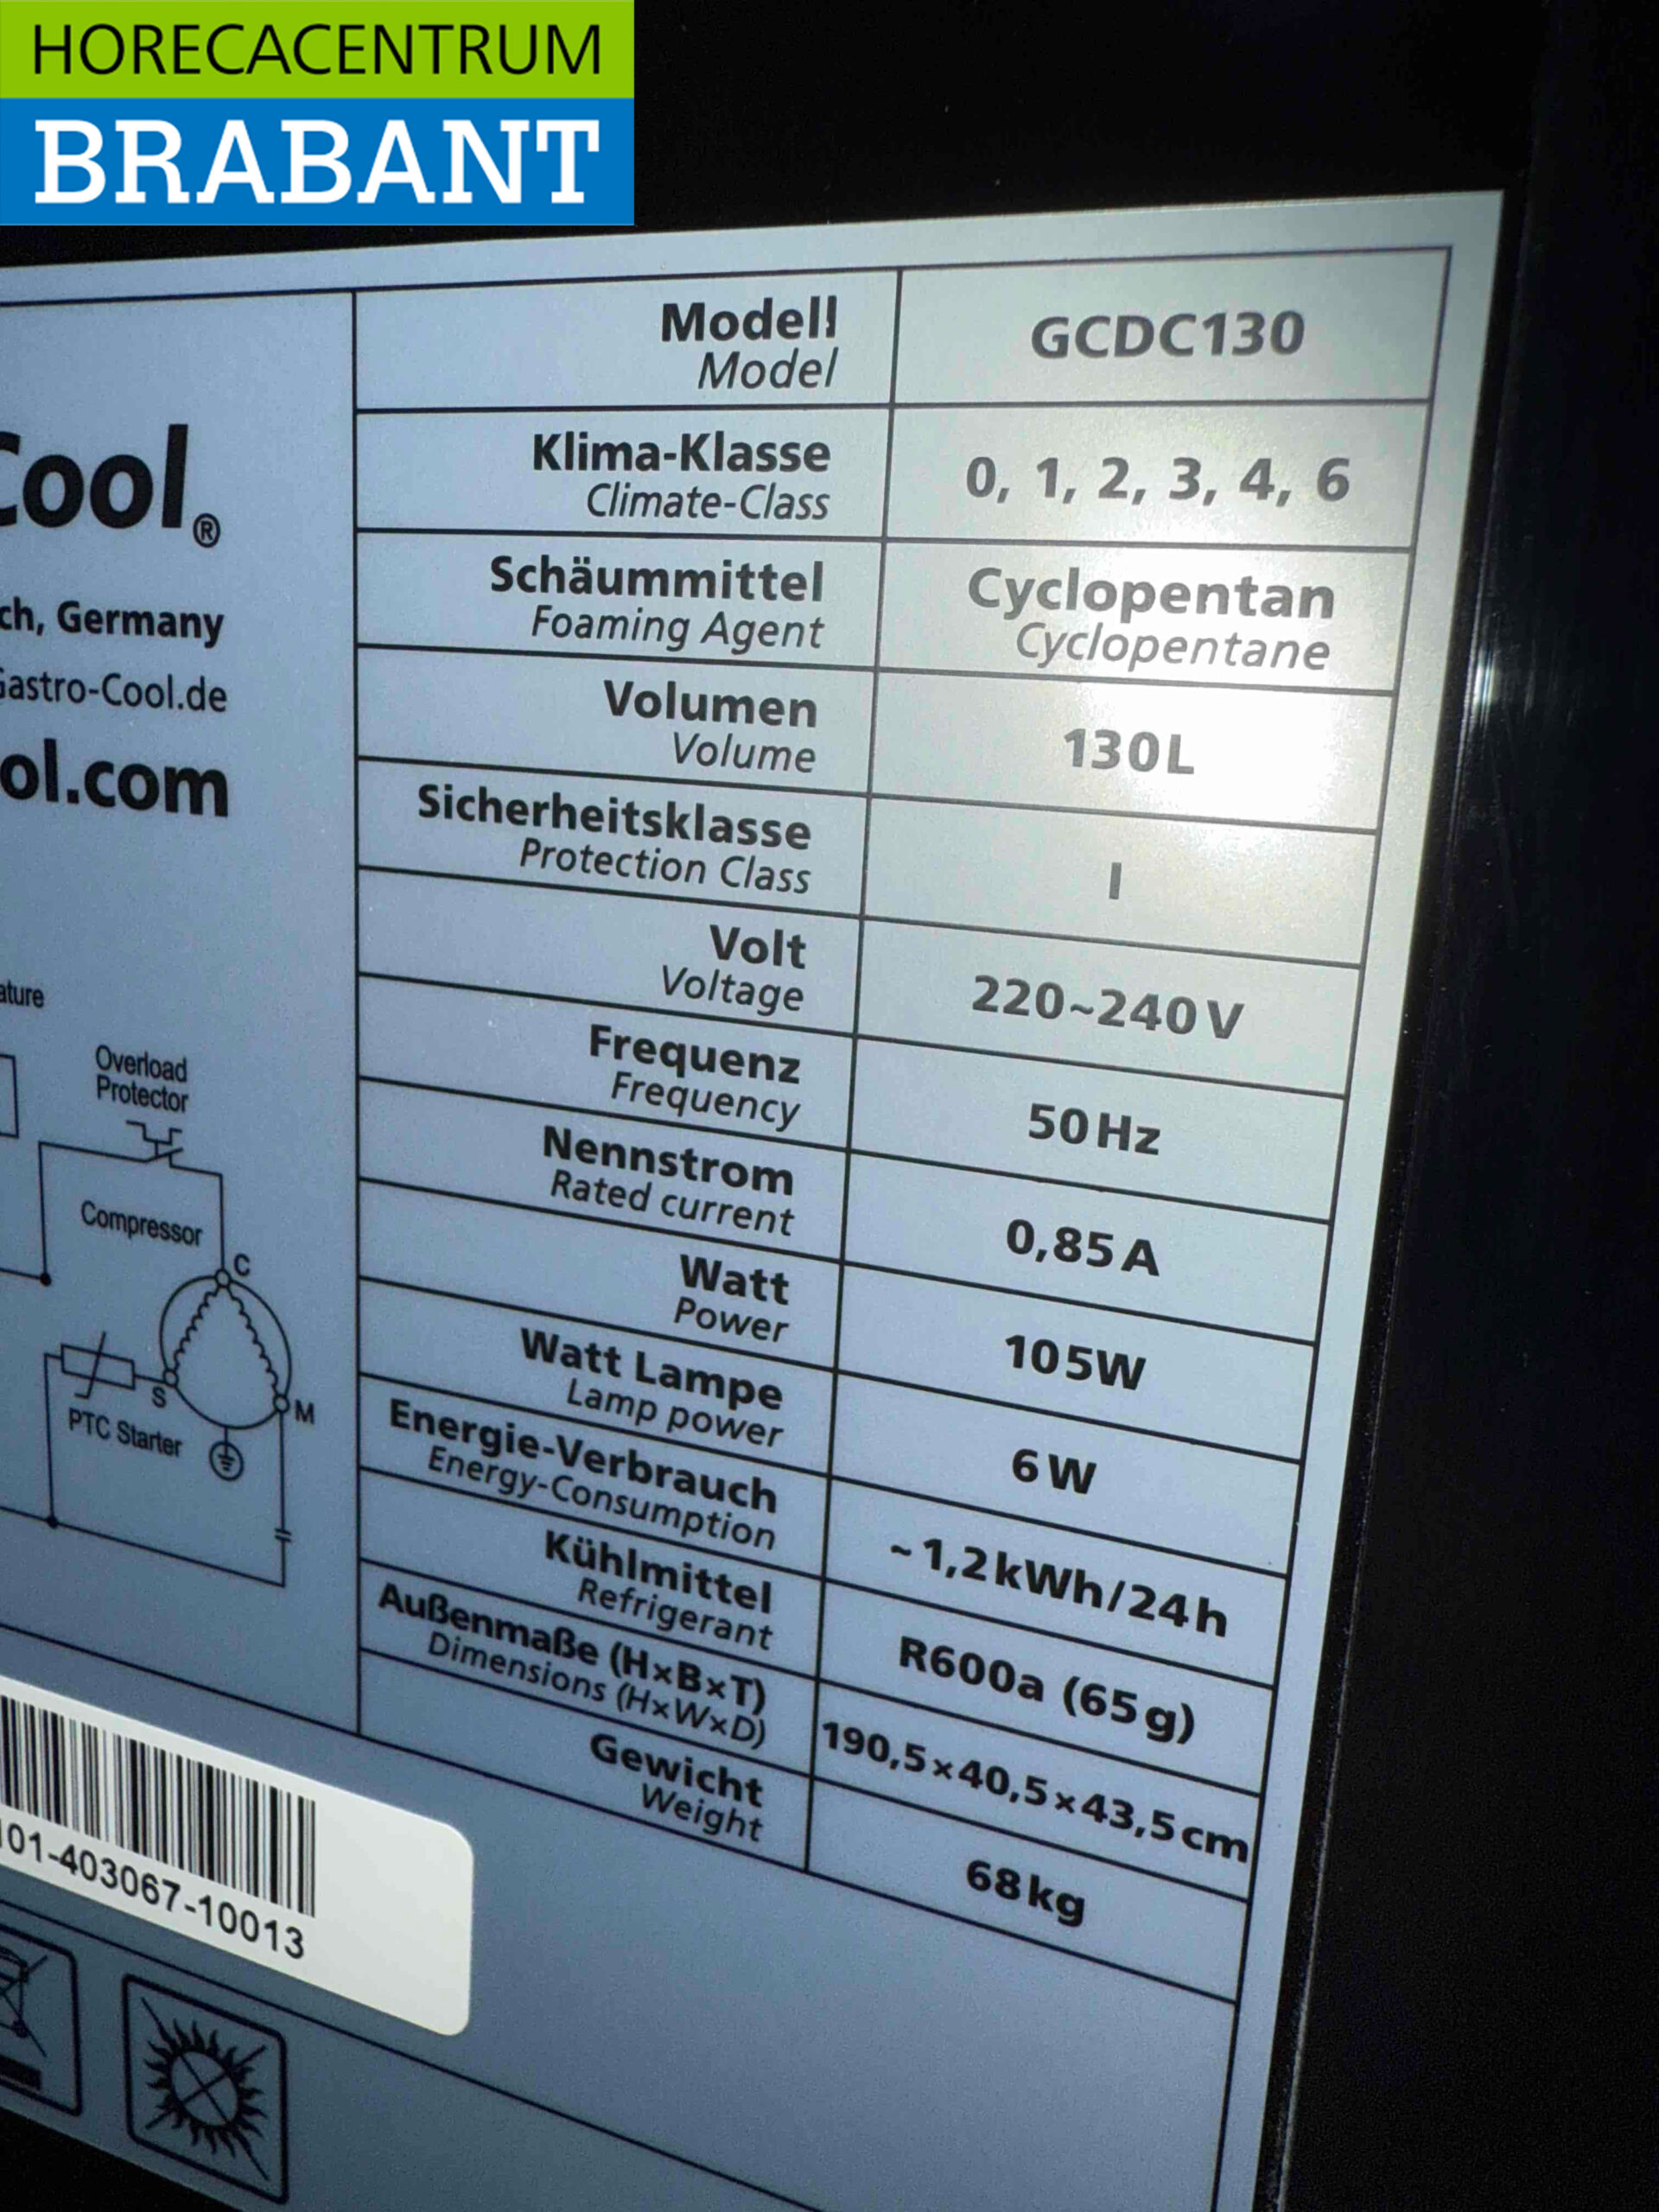 HORECACENTRUM
BRABANT
Cool®
ch, Germany
Gastro-Cool.de
ol.com
ature
Overload
Protector
Compressor
C
S
M
PTC Starter
101-403067-10013
Modell
Model
GCDC130
Klima-Klasse
Climate-Class
0, 1, 2, 3, 4, 6
Schäummittel
Foaming Agent
Cyclopentan
Cyclopentane
Volumen
Volume
130L
Sicherheitsklasse
Protection Class
I
Volt
Voltage
220~240V
Frequenz
Frequency
50Hz
Nennstrom
Rated current
0,85A
Watt
Power
105W
Watt Lampe
Lamp power
6W
Energie-Verbrauch
Energy-Consumption
~1,2kWh/24h
Kühlmittel
Refrigerant
R600a (65g)
Außenmaße (H×B×T)
Dimensions (H×W×D)
190,5×40,5×43,5cm
Gewicht
Weight
68kg